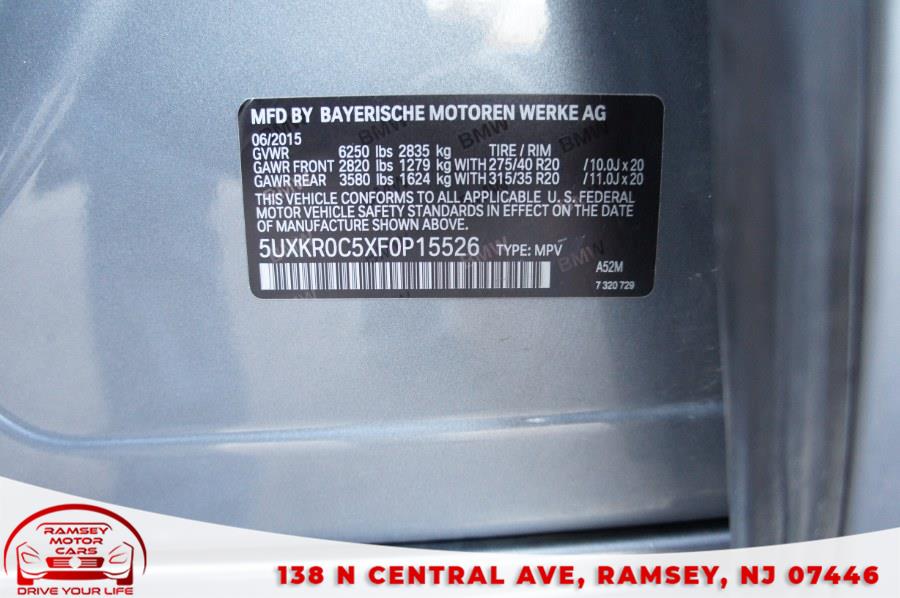 MFD BY BAYERISCHE MOTOREN WERKE AG
06/2015
GVWR 6250 lbs 2835 kg TIRE / RIM
GAWR FRONT 2820 lbs 1279 kg WITH 275/40 R20 / 10.0J x 20
GAWR REAR 3580 lbs 1624 kg WITH 315/35 R20 / 11.0J x 20
THIS VEHICLE CONFORMS TO ALL APPLICABLE U. S. FEDERAL
MOTOR VEHICLE SAFETY STANDARDS IN EFFECT ON THE DATE
OF MANUFACTURE SHOWN ABOVE.
5UXKR0C5XF0P15526 TYPE: MPV
A52M
7 320 729
RAMSEY
MOTOR
CARS
DRIVE YOUR LIFE
138 N CENTRAL AVE, RAMSEY, NJ 07446